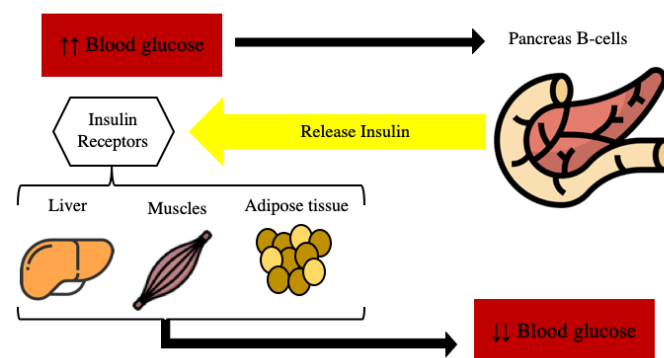 ↑↑ Blood glucose
Pancreas B-cells
Release Insulin
Insulin
Receptors
Liver
Muscles
Adipose tissue
↓↓ Blood glucose